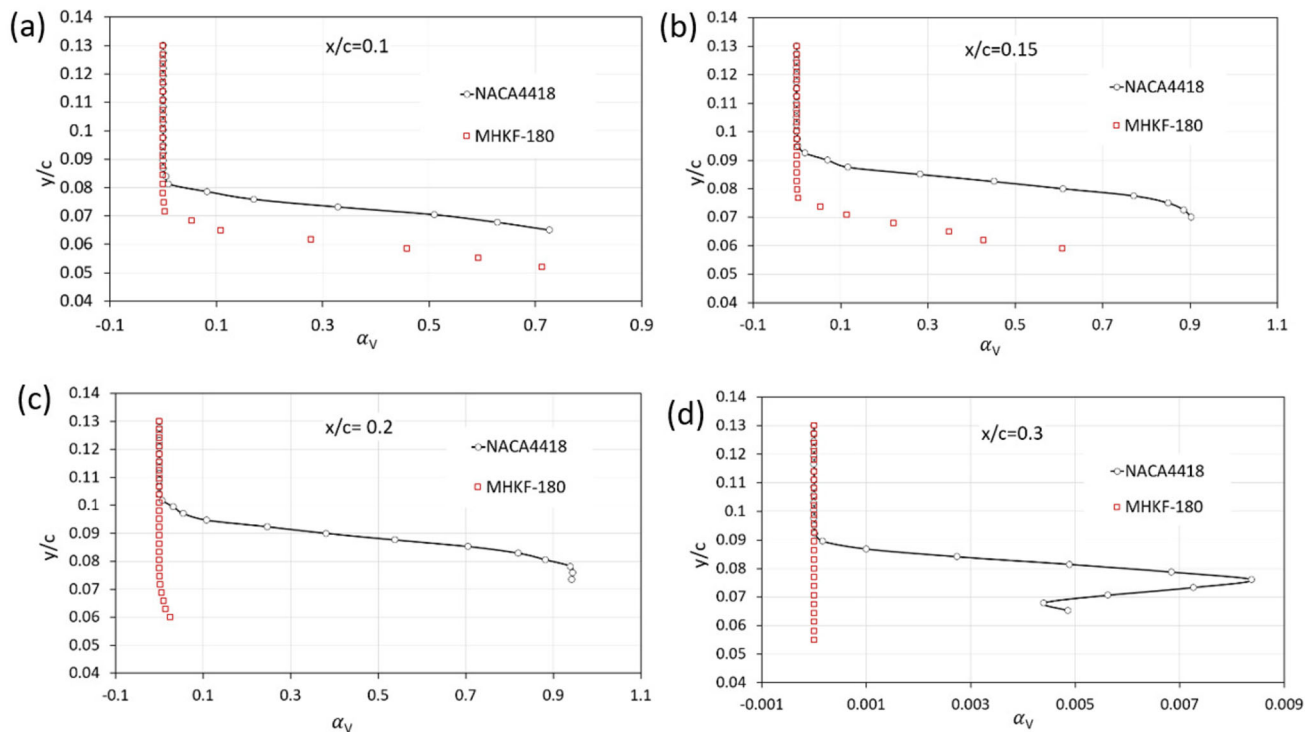 (a)
x/c=0.1
NACA4418
MHKF-180
y/c
0.14
0.13
0.12
0.11
0.1
0.09
0.08
0.07
0.06
0.05
0.04
-0.1 0.1 0.3 0.5 0.7 0.9
αV
(b)
x/c=0.15
NACA4418
MHKF-180
y/c
0.14
0.13
0.12
0.11
0.1
0.09
0.08
0.07
0.06
0.05
0.04
-0.1 0.1 0.3 0.5 0.7 0.9 1.1
αV
(c)
x/c= 0.2
NACA4418
MHKF-180
y/c
0.14
0.13
0.12
0.11
0.1
0.09
0.08
0.07
0.06
0.05
0.04
-0.1 0.1 0.3 0.5 0.7 0.9 1.1
αV
(d)
x/c=0.3
NACA4418
MHKF-180
y/c
0.14
0.13
0.12
0.11
0.1
0.09
0.08
0.07
0.06
0.05
0.04
-0.001 0.001 0.003 0.005 0.007 0.009
αV